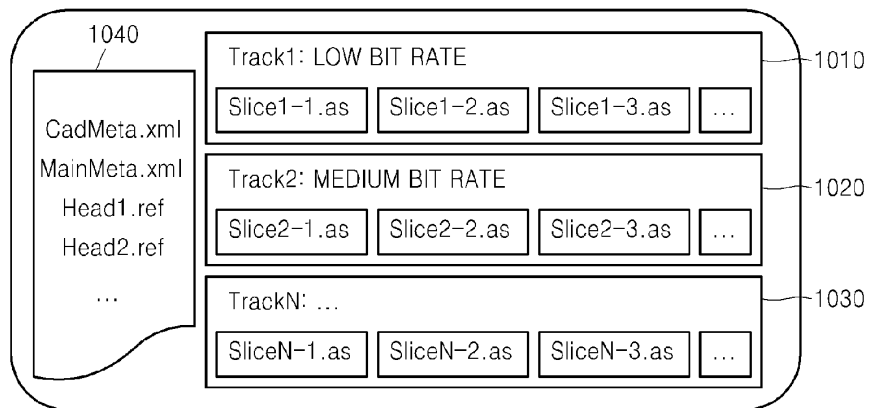 1040
CadMeta.xml
MainMeta.xml
Head1.ref
Head2.ref
...
Track1: LOW BIT RATE
1010
Slice1-1.as Slice1-2.as Slice1-3.as ...
Track2: MEDIUM BIT RATE
1020
Slice2-1.as Slice2-2.as Slice2-3.as ...
TrackN: ...
1030
SliceN-1.as SliceN-2.as SliceN-3.as ...